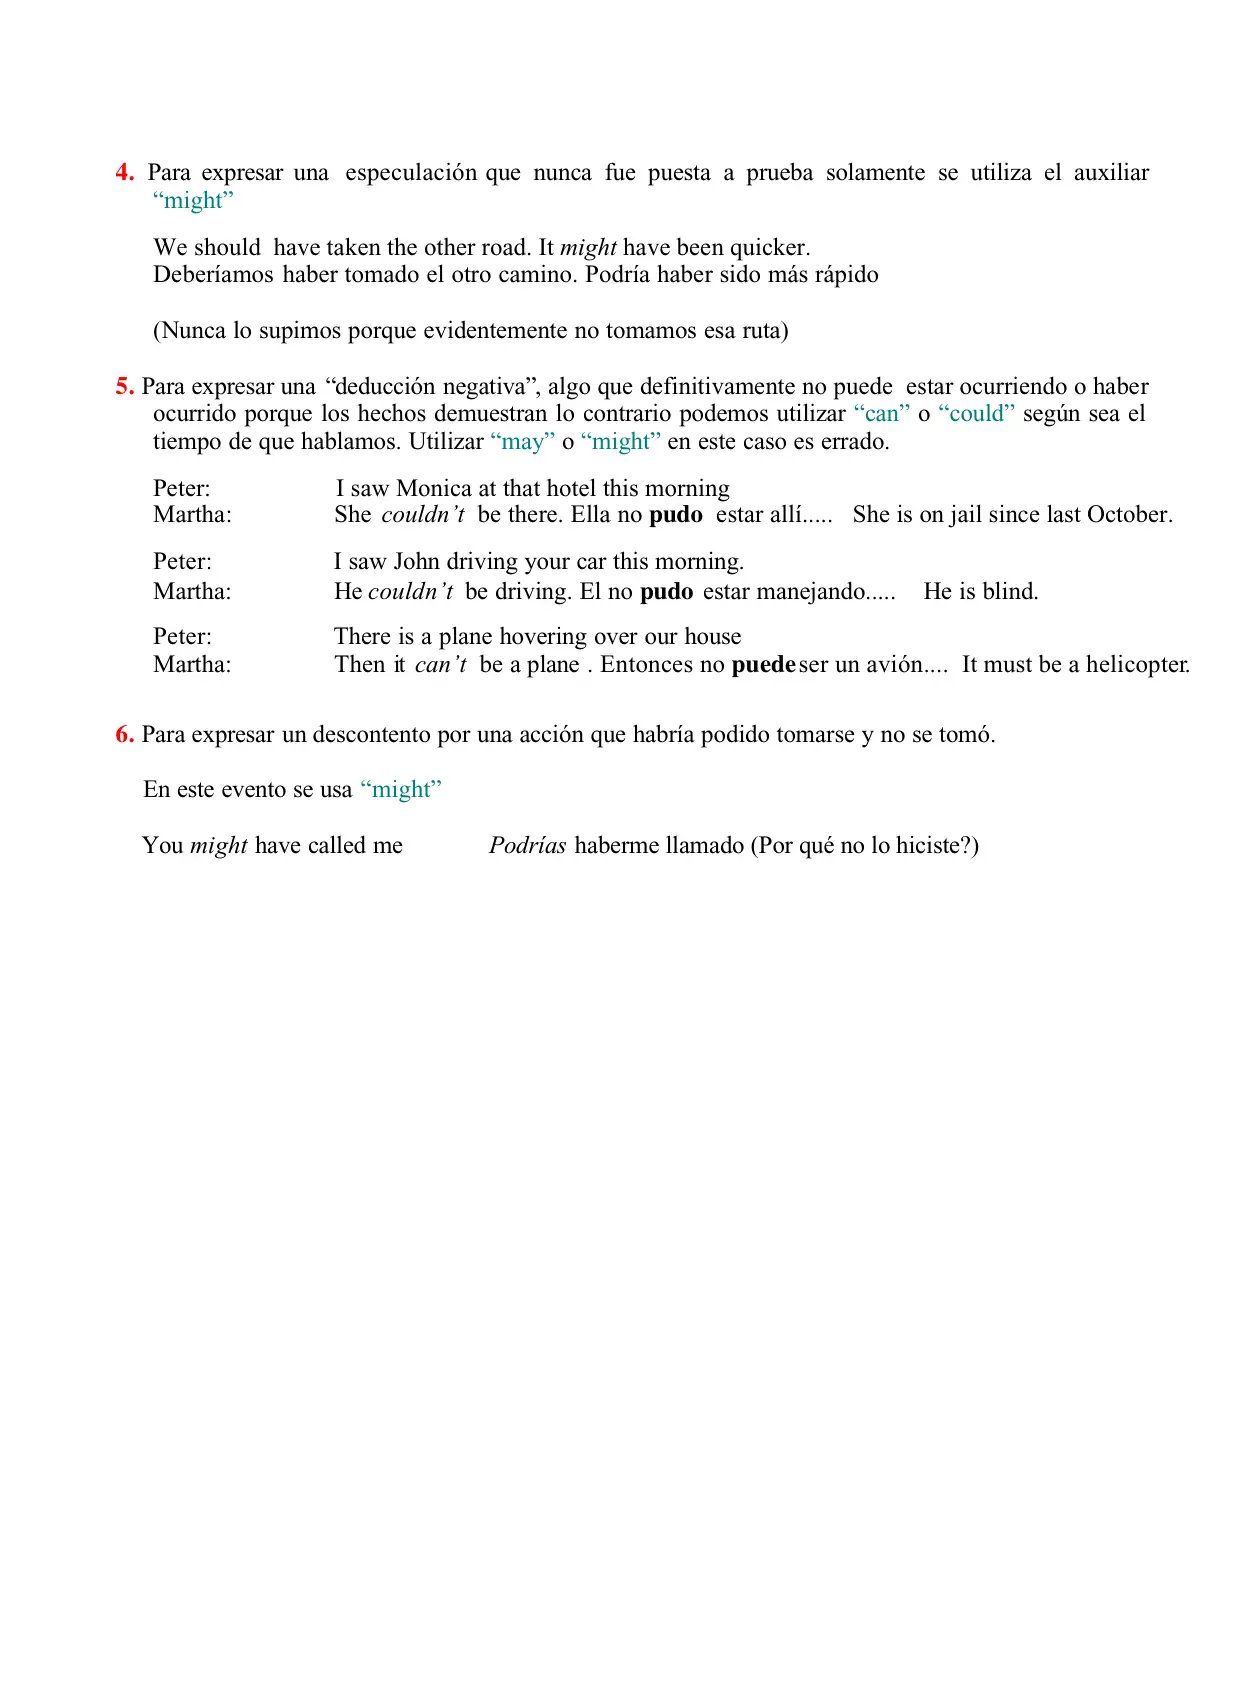 4. Para expresar una especulación que nunca fue puesta a prueba solamente se utiliza el auxiliar
“might”
We should have taken the other road. It might have been quicker.
Deberíamos haber tomado el otro camino. Podría haber sido más rápido
(Nunca lo supimos porque evidentemente no tomamos esa ruta)
5. Para expresar una “deducción negativa”, algo que definitivamente no puede estar ocurriendo o haber
ocurrido porque los hechos demuestran lo contrario podemos utilizar “can” o “could” según sea el
tiempo de que hablamos. Utilizar “may” o “might” en este caso es errado.
Peter: I saw Monica at that hotel this morning
Martha: She couldn’t be there. Ella no pudo estar allí..... She is on jail since last October.
Peter: I saw John driving your car this morning.
Martha: He couldn’t be driving. El no pudo estar manejando..... He is blind.
Peter: There is a plane hovering over our house
Martha: Then it can’t be a plane . Entonces no puede ser un avión.... It must be a helicopter.
6. Para expresar un descontento por una acción que habría podido tomarse y no se tomó.
En este evento se usa “might”
You might have called me Podrías haberme llamado (Por qué no lo hiciste?)